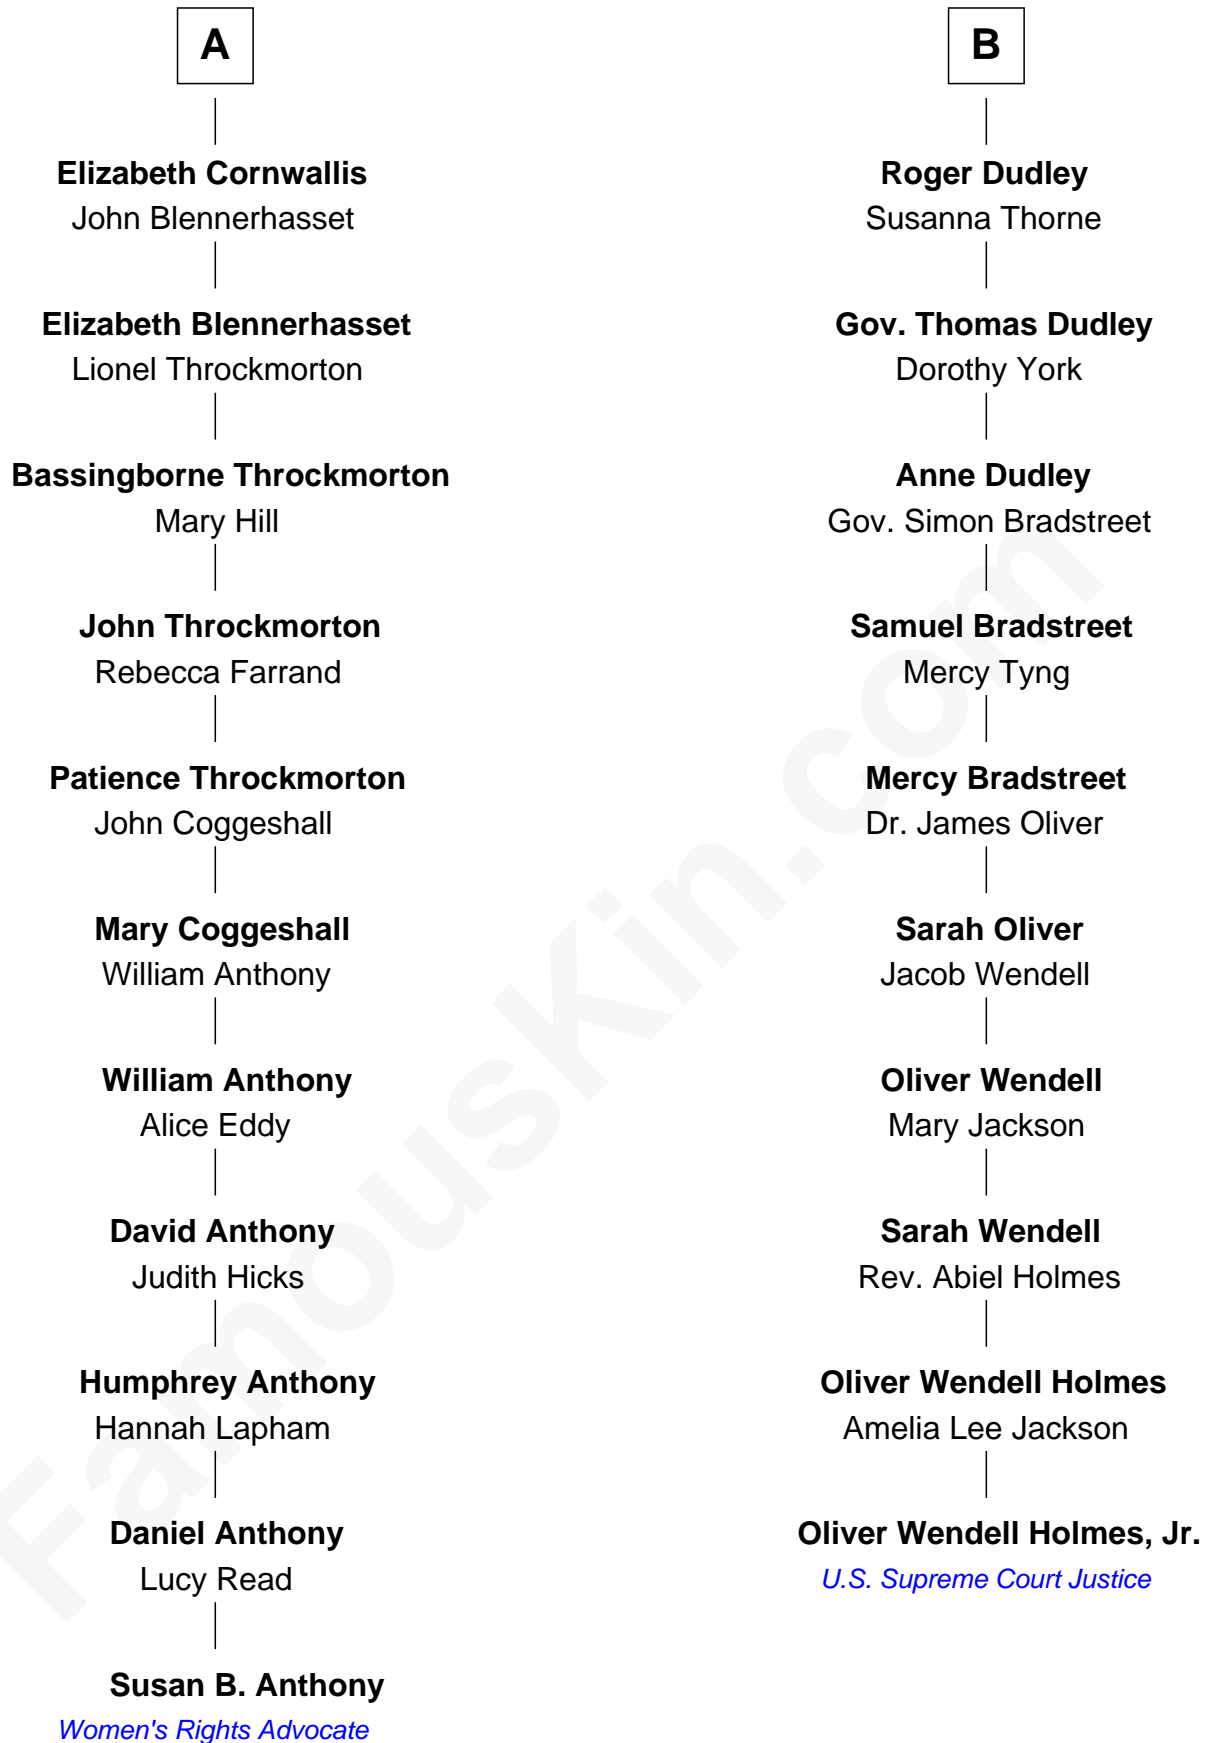 A
Elizabeth Cornwallis
John Blennerhasset
Elizabeth Blennerhasset
Lionel Throckmorton
Bassingborne Throckmorton
Mary Hill
John Throckmorton
Rebecca Farrand
Patience Throckmorton
John Coggeshall
Mary Coggeshall
William Anthony
William Anthony
Alice Eddy
David Anthony
Judith Hicks
Humphrey Anthony
Hannah Lapham
Daniel Anthony
Lucy Read
Susan B. Anthony
Women's Rights Advocate
B
Roger Dudley
Susanna Thorne
Gov. Thomas Dudley
Dorothy York
Anne Dudley
Gov. Simon Bradstreet
Samuel Bradstreet
Mercy Tyng
Mercy Bradstreet
Dr. James Oliver
Sarah Oliver
Jacob Wendell
Oliver Wendell
Mary Jackson
Sarah Wendell
Rev. Abiel Holmes
Oliver Wendell Holmes
Amelia Lee Jackson
Oliver Wendell Holmes, Jr.
U.S. Supreme Court Justice
FamousKin.com